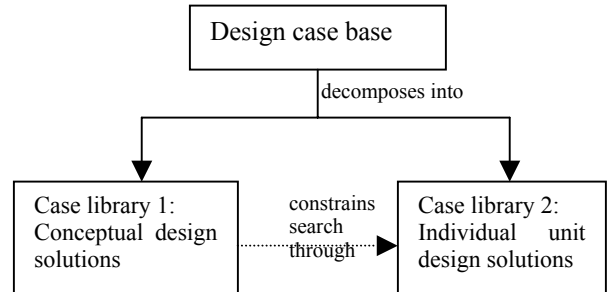 Design case base
decomposes into
Case library 1:
Conceptual design
solutions
constrains
search
through
Case library 2:
Individual unit
design solutions